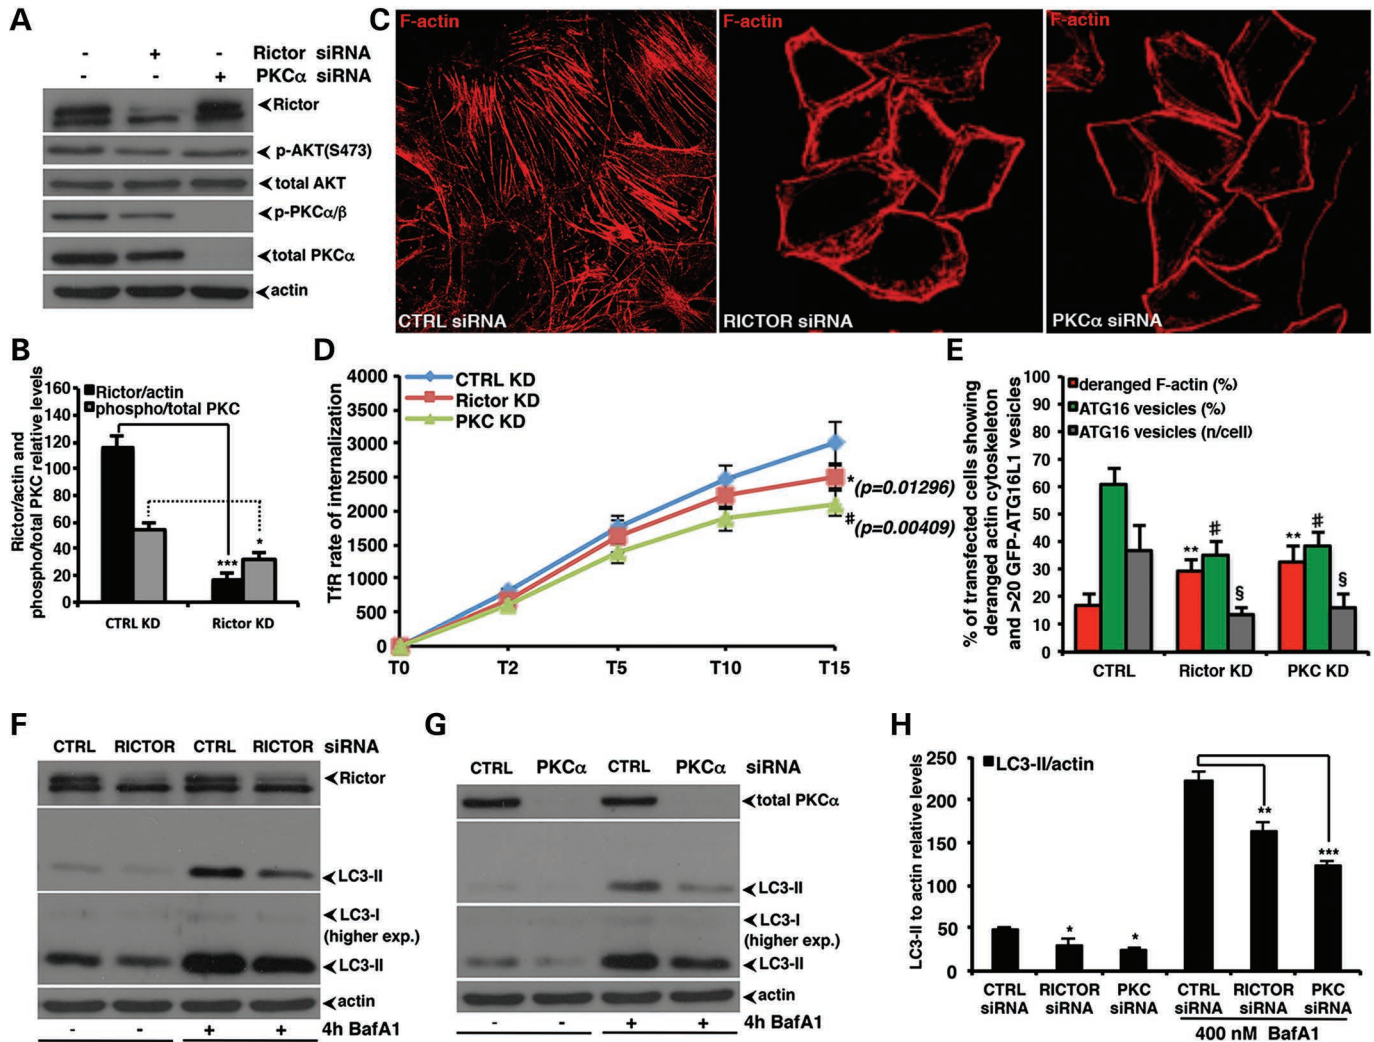 A
- + - Rictor siRNA
- - + PKCα siRNA
Rictor
p-AKT(S473)
total AKT
p-PKCα/β
total PKCα
actin
C
F-actin
CTRL siRNA
F-actin
RICTOR siRNA
F-actin
PKCα siRNA
B
Rictor/actin and
phospho/total PKC relative levels
160
140
120
100
80
60
40
20
0
Rictor/actin
phospho/total PKC
***
*
CTRL KD
Rictor KD
D
TfR rate of internalization
4000
3500
3000
2500
2000
1500
1000
500
0
CTRL KD
Rictor KD
PKC KD
*(p=0.01296)
#(p=0.00409)
T0
T2
T5
T10
T15
E
% of transfected cells showing
deranged actin cytoskeleton
and >20 GFP-ATG16L1 vesicles
100
90
80
70
60
50
40
30
20
10
0
deranged F-actin (%)
ATG16 vesicles (%)
ATG16 vesicles (n/cell)
** # §
** # §
CTRL
Rictor KD
PKC KD
F
CTRL RICTOR CTRL RICTOR siRNA
Rictor
LC3-II
LC3-I
(higher exp.)
LC3-II
actin
- - + + 4h BafA1
G
CTRL PKCα CTRL PKCα siRNA
total PKCα
LC3-II
LC3-I
(higher exp.)
LC3-II
actin
- - + + 4h BafA1
H
LC3-II to actin relative levels
250
200
150
100
50
0
LC3-II/actin
*
*
**
***
CTRL siRNA
RICTOR siRNA
PKC siRNA
CTRL siRNA
RICTOR siRNA
PKC siRNA
400 nM BafA1